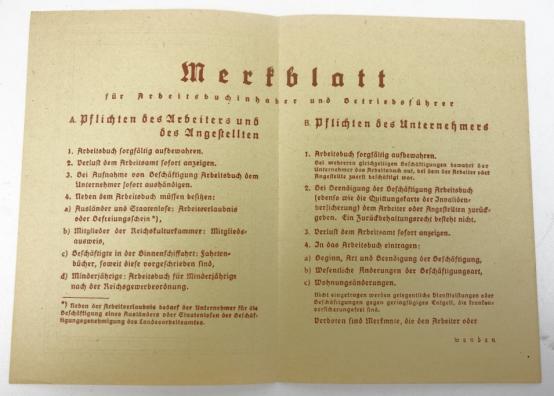 Merkblatt
für Arbeitsbuchinhaber und Betriebsführer
A. Pflichten des Arbeiters und
des Angestellten
1. Arbeitsbuch sorgfältig aufbewahren.
2. Verlust dem Arbeitsamt sofort anzeigen.
3. Bei Aufnahme von Beschäftigung Arbeitsbuch dem
Unternehmer sofort aushändigen.
4. Neben dem Arbeitsbuch müssen besitzen:
a) Ausländer und Staatenlose: Arbeitserlaubnis
oder Befreiungsschein*),
b) Mitglieder der Reichskulturkammer: Mitglieds-
ausweis,
c) Beschäftigte in der Binnenschiffahrt: Fahrten-
bücher, soweit diese vorgeschrieben sind,
d) Minderjährige: Arbeitsbuch für Minderjährige
nach der Reichsgewerbeordnung.
*) Neben der Arbeitserlaubnis bedarf der Unternehmer für die
Beschäftigung eines Ausländers oder Staatenlosen der Beschäf-
tigungsgenehmigung des Landesarbeitsamtes.
B. Pflichten des Unternehmers
1. Arbeitsbuch sorgfältig aufbewahren.
Bei mehreren gleichzeitigen Beschäftigungen bewahrt der
Unternehmer das Arbeitsbuch auf, bei dem der Arbeiter oder
Angestellte zuerst beschäftigt war.
2. Bei Beendigung der Beschäftigung Arbeitsbuch
(ebenso wie die Quittungskarte der Invaliden-
versicherung) dem Arbeiter oder Angestellten zurück-
geben. Ein Zurückbehaltungsrecht besteht nicht.
3. Verlust dem Arbeitsamt sofort anzeigen.
4. In das Arbeitsbuch eintragen:
a) Beginn, Art und Beendigung der Beschäftigung,
b) Wesentliche Änderungen der Beschäftigungsart,
c) Wohnungsänderungen.
Nicht eingetragen werden gelegentliche Dienstleistungen oder
Beschäftigungen gegen geringfügiges Entgelt, die kranken-
versicherungsfrei sind.
Verboten sind Merkmale, die den Arbeiter oder
wenden